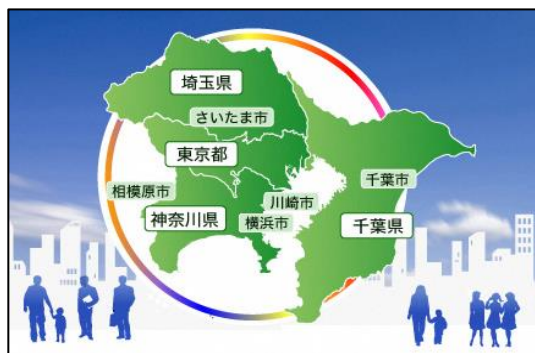 埼玉県
さいたま市
東京都
千葉市
相模原市
川崎市
神奈川県
横浜市
千葉県